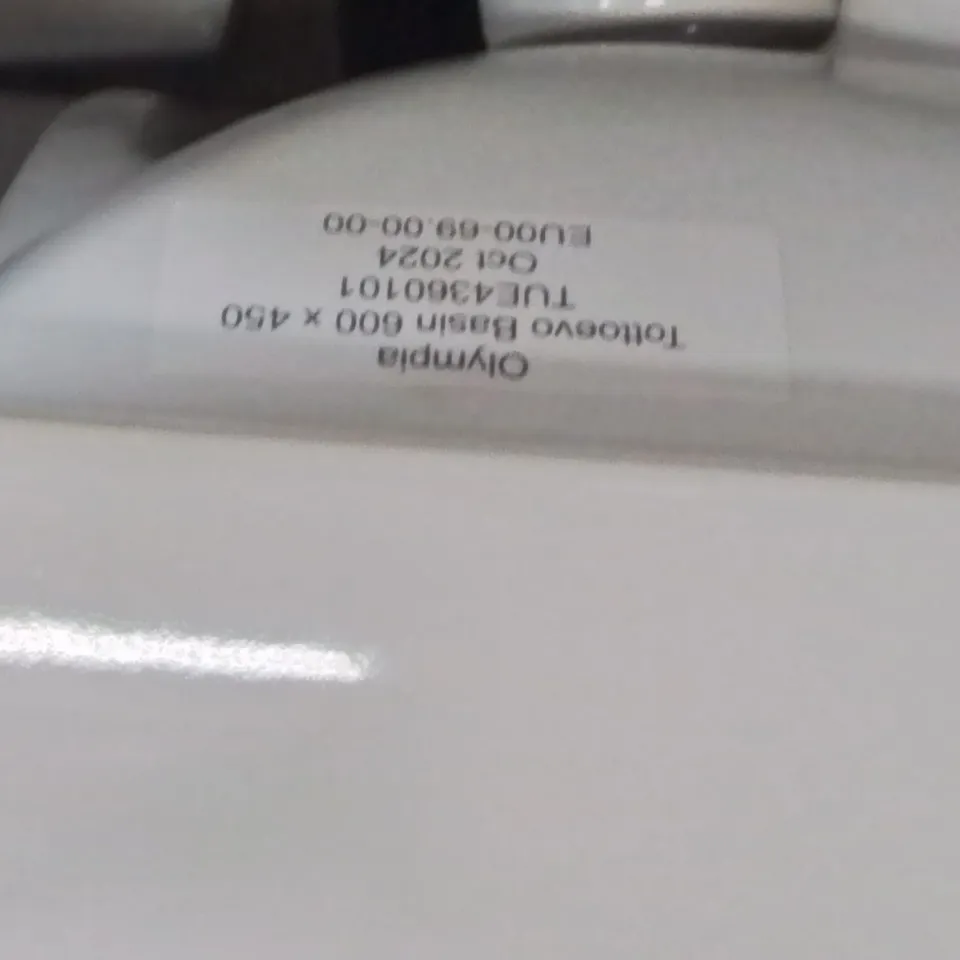 Olympia
Tottoevo Basin 600 x 450
TUE4360101
Oct 2024
EU00-69.00-00